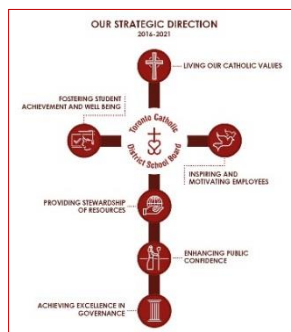 OUR STRATEGIC DIRECTION
2016-2021
LIVING OUR CATHOLIC VALUES
FOSTERING STUDENT
ACHIEVEMENT AND WELL BEING
Toronto Catholic
District School Board
INSPIRING AND
MOTIVATING EMPLOYEES
PROVIDING STEWARDSHIP
OF RESOURCES
ENHANCING PUBLIC
CONFIDENCE
ACHIEVING EXCELLENCE IN
GOVERNANCE